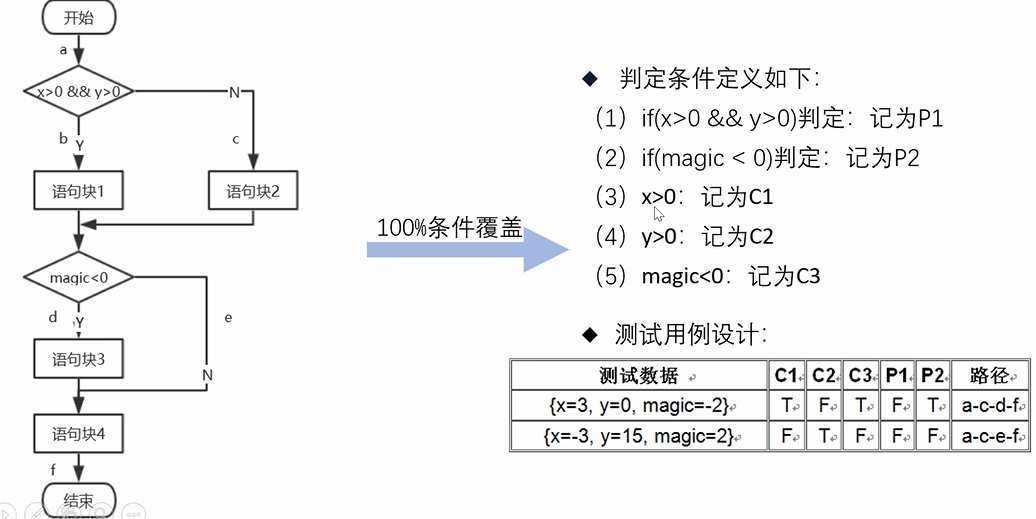 开始
a
x>0 && y>0
N
b
Y
c
语句块1
语句块2
magic<0
d
Y
e
语句块3
N
语句块4
f
结束
100%条件覆盖
◆ 判定条件定义如下：
（1）if(x>0 && y>0)判定：记为P1
（2）if(magic < 0)判定：记为P2
（3）x>0：记为C1
（4）y>0：记为C2
（5）magic<0：记为C3
◆ 测试用例设计：
测试数据 C1 C2 C3 P1 P2 路径
{x=3, y=0, magic=-2} T F T F T a-c-d-f
{x=-3, y=15, magic=2} F T F F F a-c-e-f